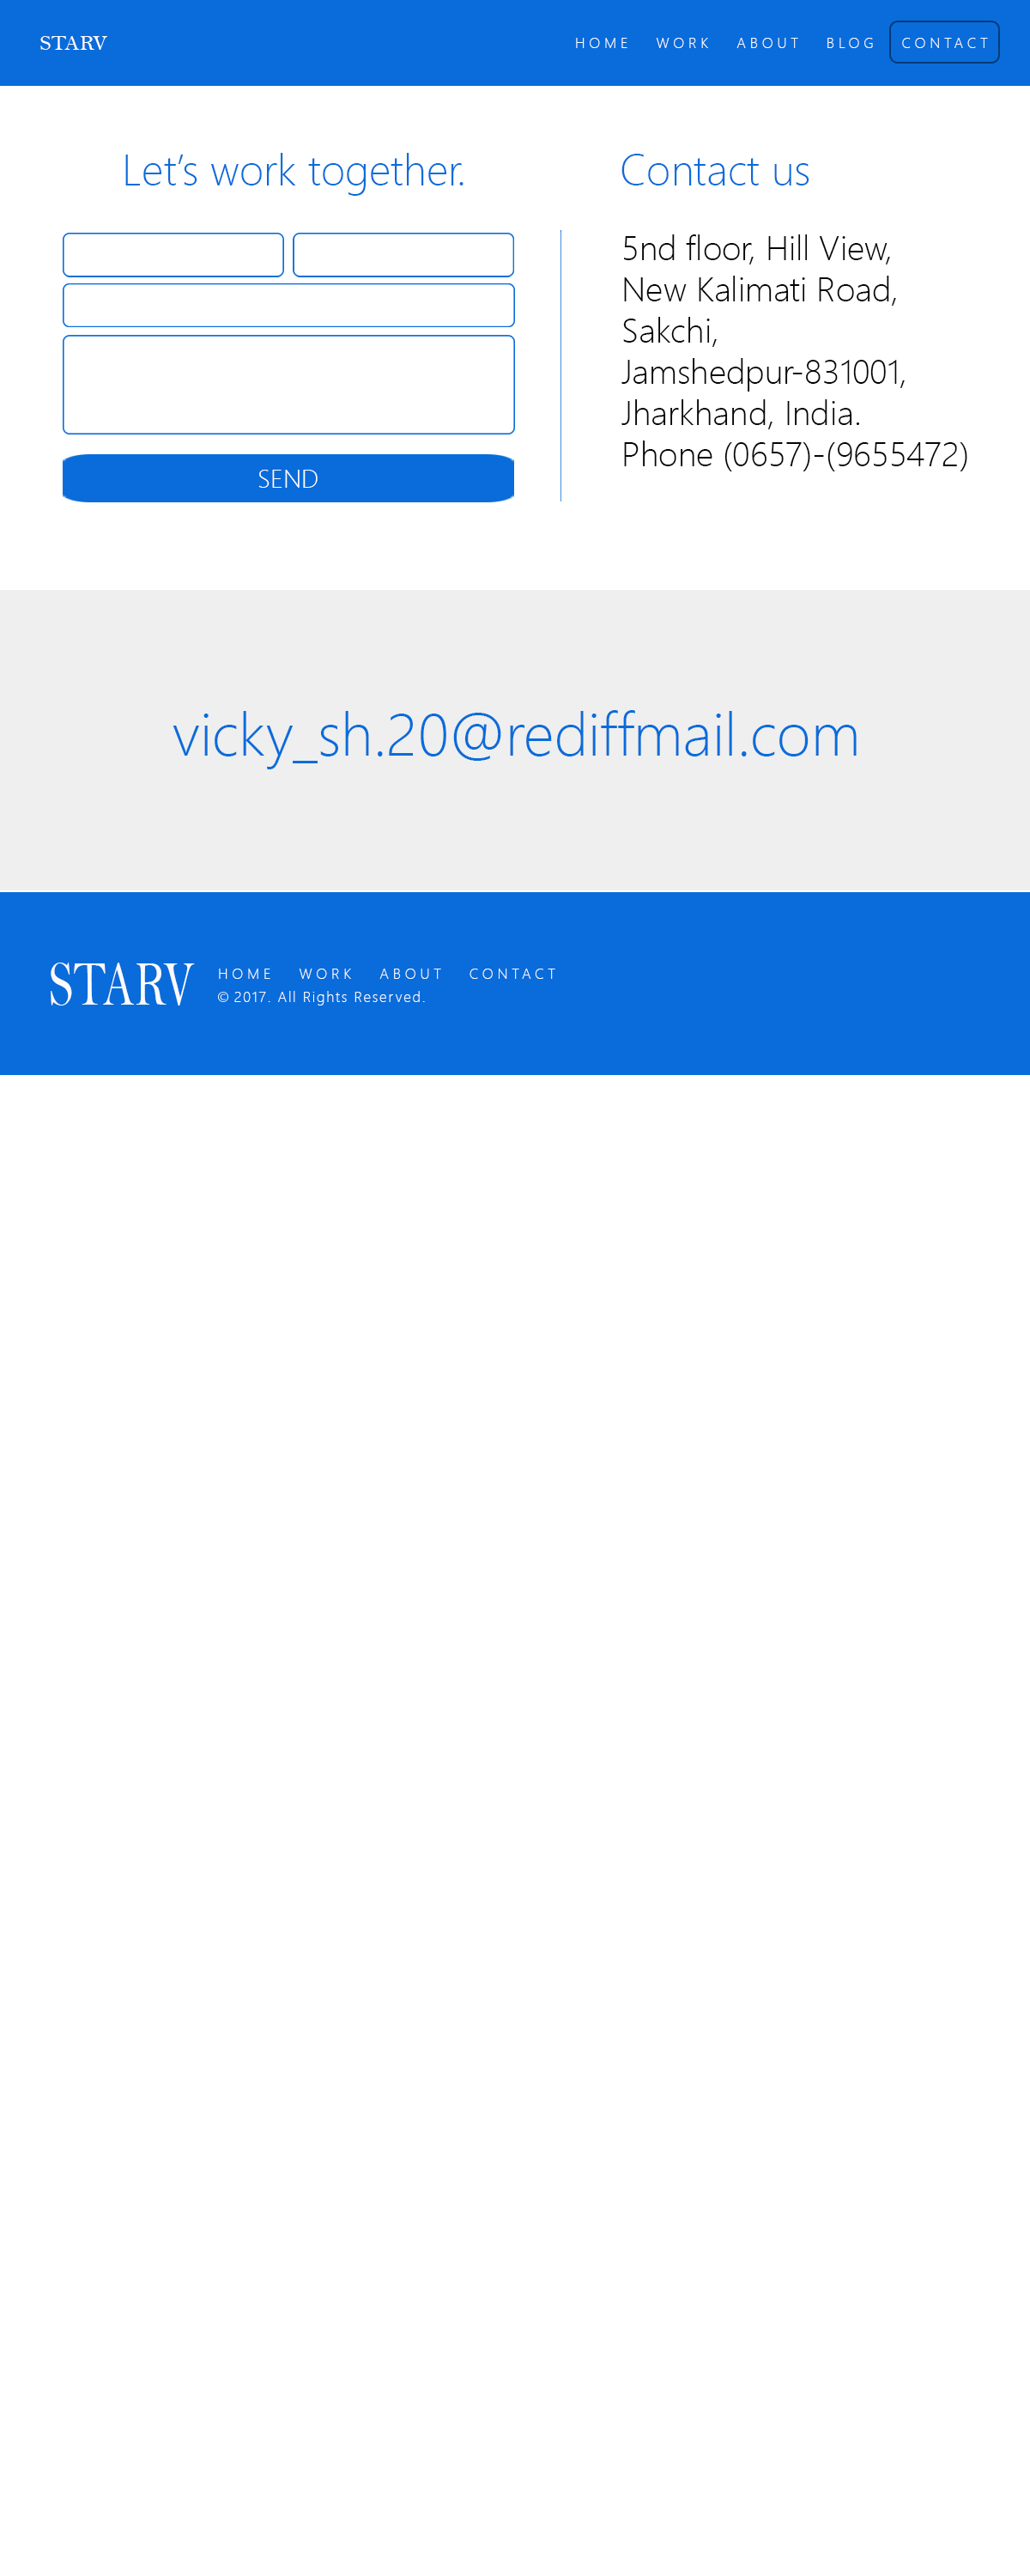 STARV
HOME WORK ABOUT BLOG CONTACT
Let's work together.
Contact us
5nd floor, Hill View,
New Kalimati Road,
Sakchi,
Jamshedpur-831001,
Jharkhand, India.
Phone (0657)-(9655472)
SEND
vicky_sh.20@rediffmail.com
STARV
HOME WORK ABOUT CONTACT
© 2017. All Rights Reserved.